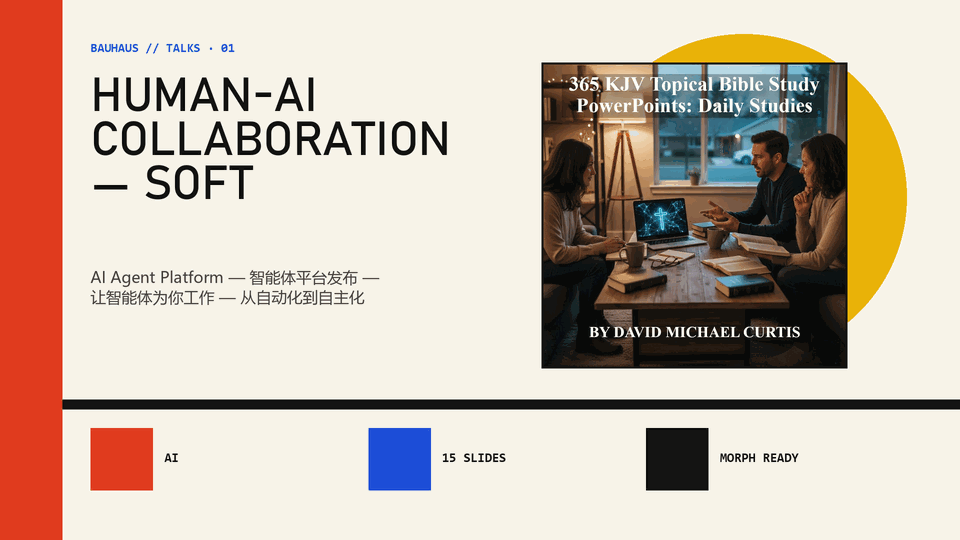 BAUHAUS // TALKS · 01
HUMAN-AI
COLLABORATION
— SOFT
AI Agent Platform — 智能体平台发布 —
让智能体为你工作 — 从自动化到自主化
365 KJV Topical Bible Study
PowerPoints: Daily Studies
BY DAVID MICHAEL CURTIS
AI
15 SLIDES
MORPH READY